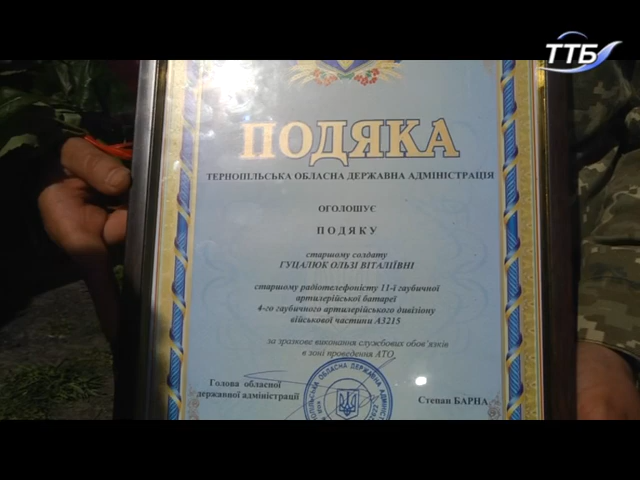 ТТБ
ПОДЯКА
ТЕРНОПІЛЬСЬКА ОБЛАСНА ДЕРЖАВНА АДМІНІСТРАЦІЯ
ОГОЛОШУЄ
ПОДЯКУ
старшому солдату
ГУЦАЛЮК ОЛЬЗІ ВІТАЛІЇВНІ
старшому радіотелефоністу 11-ї гаубичної
артилерійської батареї
4-го гаубичного артилерійського дивізіону
військової частини А3215
за зразкове виконання службових обов'язків
в зоні проведення АТО
Голова обласної
державної адміністрації
Степан БАРНА